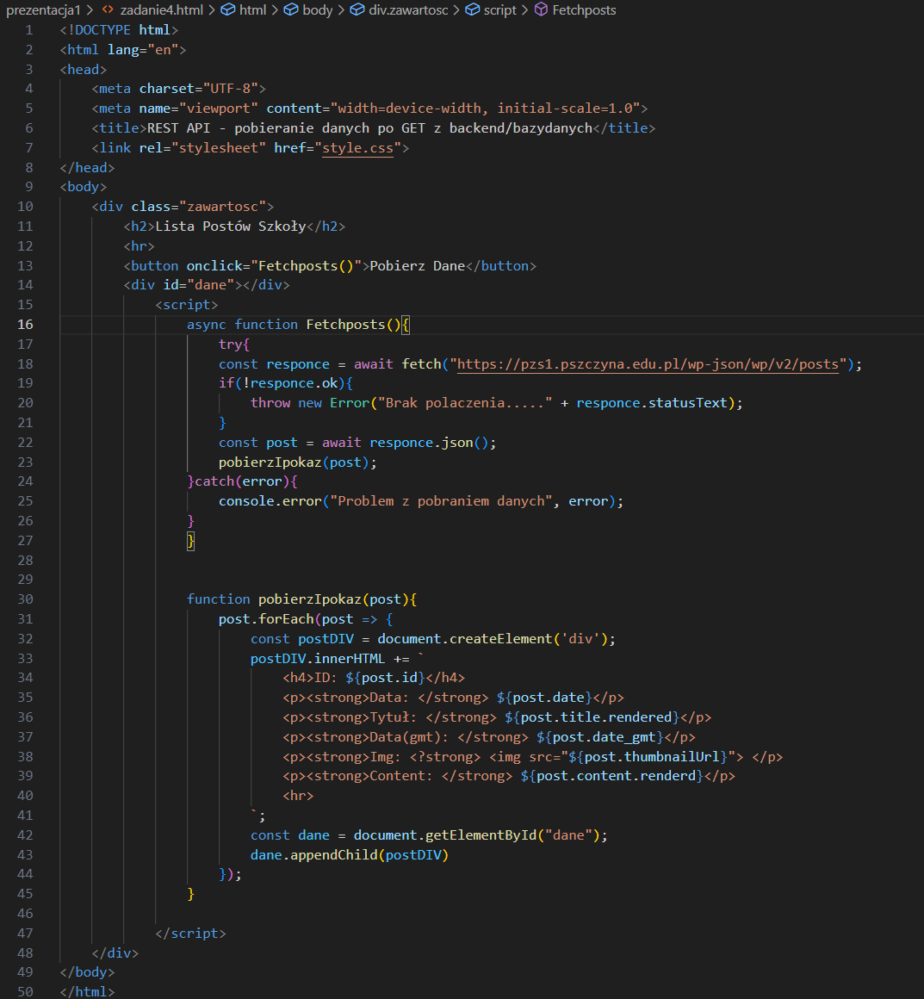 prezentacja1 > <> zadanie4.html > html > body > div.zawartosc > script > Fetchposts
1 <!DOCTYPE html>
2 <html lang="en">
3 <head>
4     <meta charset="UTF-8">
5     <meta name="viewport" content="width=device-width, initial-scale=1.0">
6     <title>REST API - pobieranie danych po GET z backend/bazydanych</title>
7     <link rel="stylesheet" href="style.css">
8 </head>
9 <body>
10     <div class="zawartosc">
11         <h2>Lista Postów Szkoły</h2>
12         <hr>
13         <button onclick="Fetchposts()">Pobierz Dane</button>
14         <div id="dane"></div>
15             <script>
16                 async function Fetchposts(){
17                     try{
18                     const responce = await fetch("https://pzs1.pszczyna.edu.pl/wp-json/wp/v2/posts");
19                     if(!responce.ok){
20                         throw new Error("Brak polaczenia....." + responce.statusText);
21                     }
22                     const post = await responce.json();
23                     pobierzIpokaz(post);
24                 }catch(error){
25                     console.error("Problem z pobraniem danych", error);
26                 }
27                 }
28
29
30                 function pobierzIpokaz(post){
31                     post.forEach(post => {
32                         const postDIV = document.createElement('div');
33                         postDIV.innerHTML += `
34                             <h4>ID: ${post.id}</h4>
35                             <p><strong>Data: </strong> ${post.date}</p>
36                             <p><strong>Tytuł: </strong> ${post.title.rendered}</p>
37                             <p><strong>Data(gmt): </strong> ${post.date_gmt}</p>
38                             <p><strong>Img: <?strong> <img src="${post.thumbnailUrl}"> </p>
39                             <p><strong>Content: </strong> ${post.content.renderd}</p>
40                             <hr>
41                         `;
42                         const dane = document.getElementById("dane");
43                         dane.appendChild(postDIV)
44                     });
45                 }
46
47             </script>
48     </div>
49 </body>
50 </html>